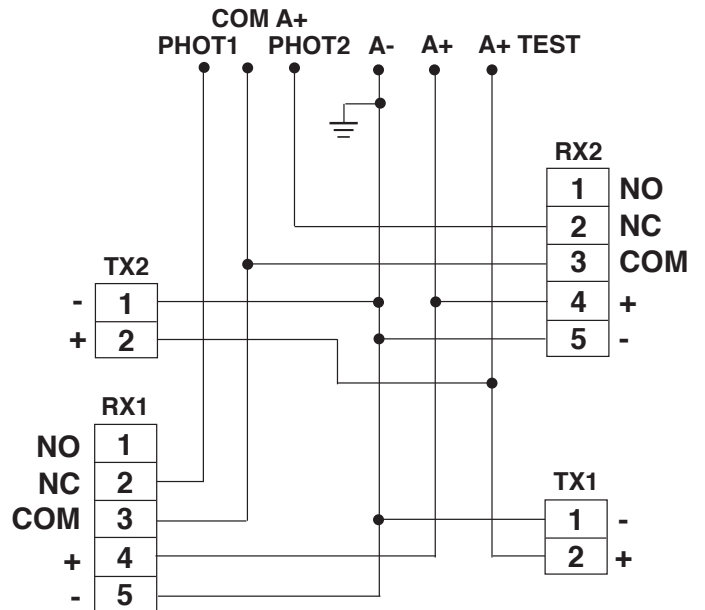 COM A+
PHOT1 PHOT2 A- A+ A+ TEST
RX2
1 NO
2 NC
3 COM
4 +
5 -
TX2
- 1
+ 2
RX1
NO 1
NC 2
COM 3
+ 4
- 5
TX1
1 -
2 +